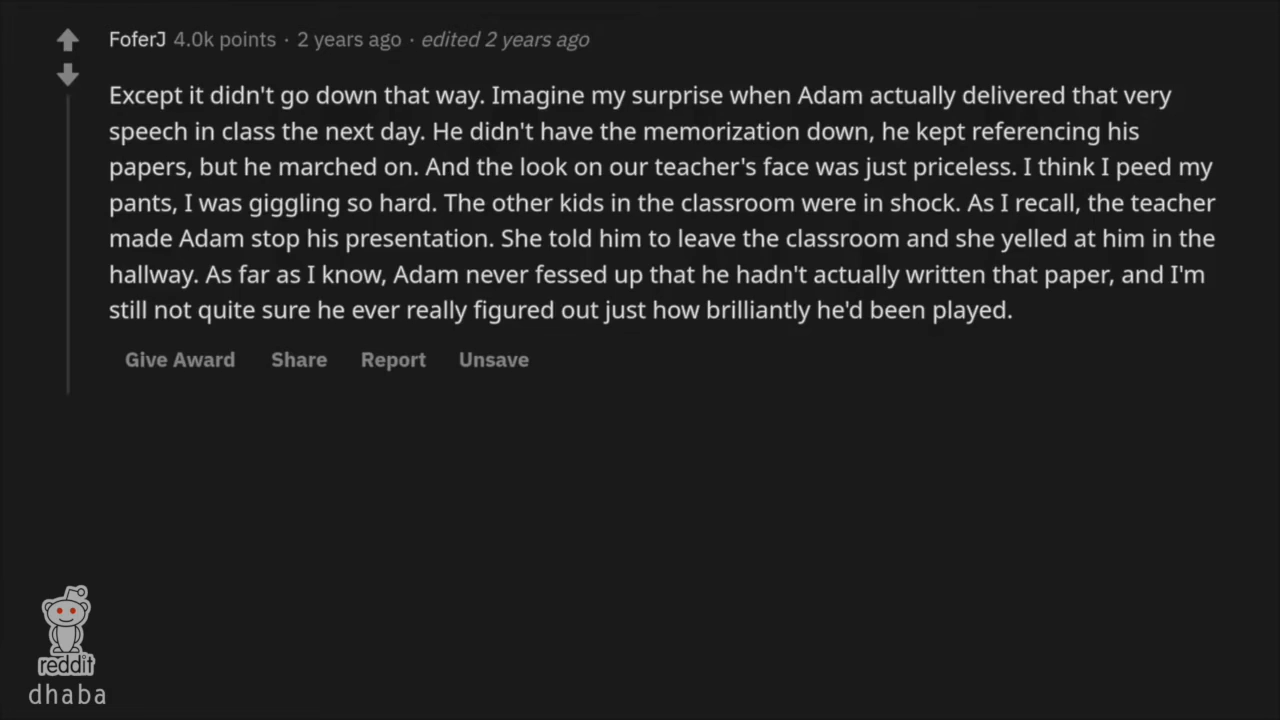 FoferJ 4.0k points · 2 years ago · edited 2 years ago
Except it didn't go down that way. Imagine my surprise when Adam actually delivered that very
speech in class the next day. He didn't have the memorization down, he kept referencing his
papers, but he marched on. And the look on our teacher's face was just priceless. I think I peed my
pants, I was giggling so hard. The other kids in the classroom were in shock. As I recall, the teacher
made Adam stop his presentation. She told him to leave the classroom and she yelled at him in the
hallway. As far as I know, Adam never fessed up that he hadn't actually written that paper, and I'm
still not quite sure he ever really figured out just how brilliantly he'd been played.
Give Award Share Report Unsave
reddit
dhaba